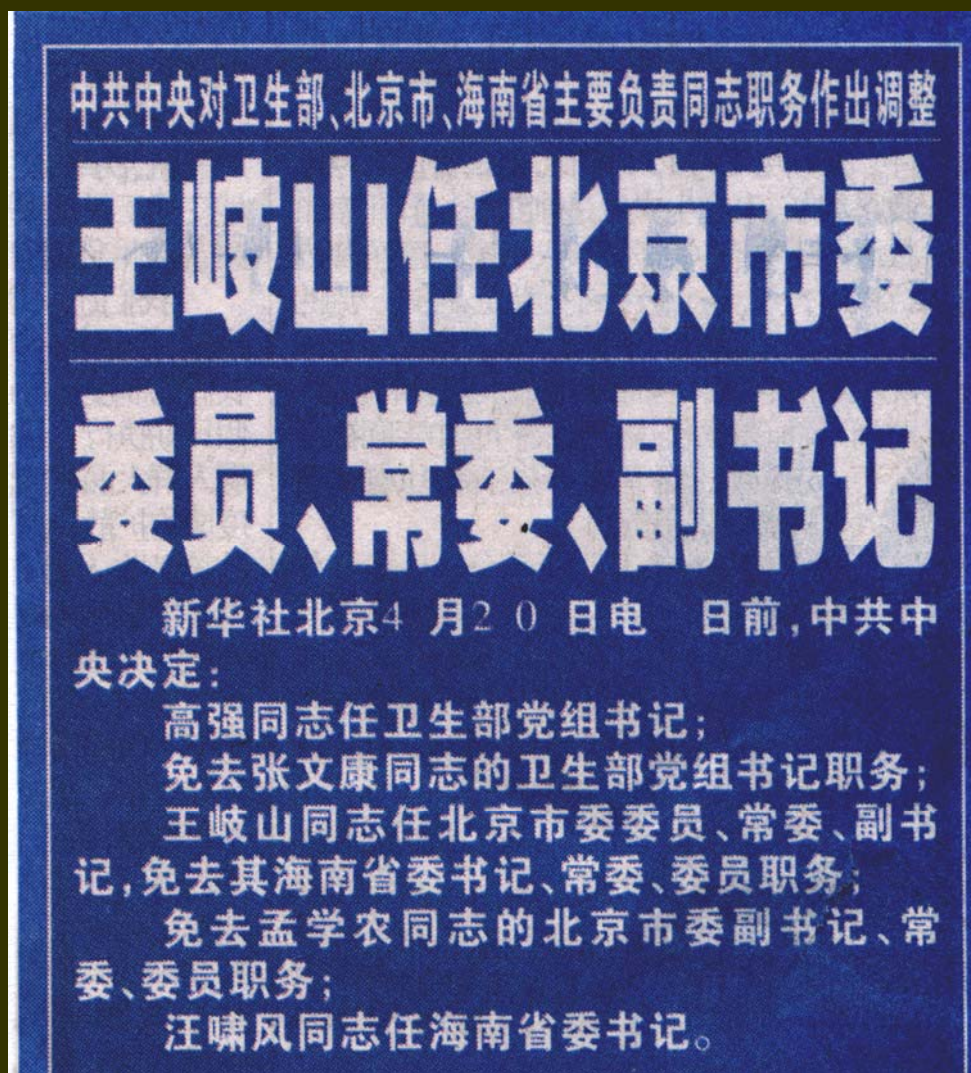 中共中央对卫生部、北京市、海南省主要负责同志职务作出调整
王岐山任北京市委
委员、常委、副书记
新华社北京4 月2 0 日电　日前,中共中
央决定:
高强同志任卫生部党组书记;
免去张文康同志的卫生部党组书记职务;
王岐山同志任北京市委委员、常委、副书
记,免去其海南省委书记、常委、委员职务;
免去孟学农同志的北京市委副书记、常
委、委员职务;
汪啸风同志任海南省委书记。